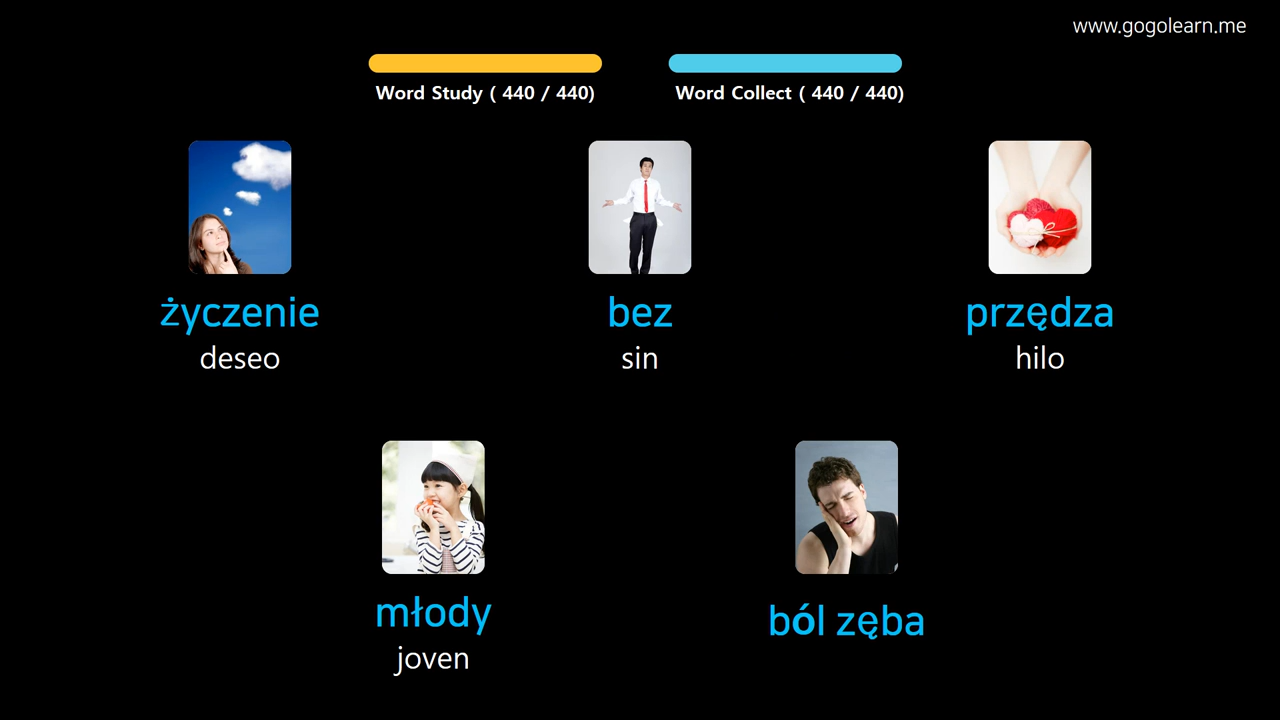 www.gogolearn.me
Word Study ( 440 / 440)
Word Collect ( 440 / 440)
życzenie
deseo
bez
sin
przędza
hilo
młody
joven
ból zęba